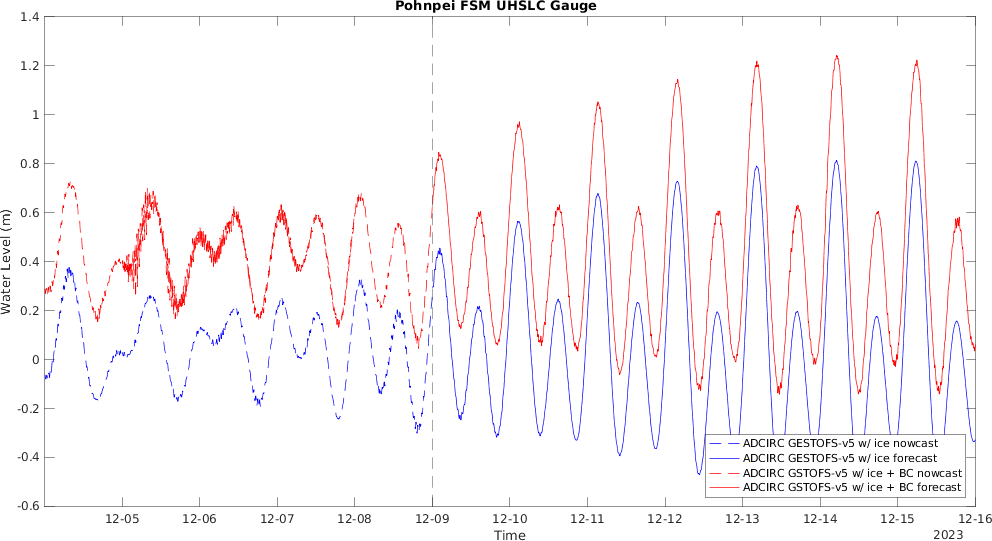 Pohnpei FSM UHSLC Gauge
1.4
1.2
1
0.8
0.6
0.4
0.2
0
-0.2
-0.4
-0.6
Water Level (m)
ADCIRC GESTOFS-v5 w/ ice nowcast
ADCIRC GESTOFS-v5 w/ ice forecast
ADCIRC GSTOFS-v5 w/ ice + BC nowcast
ADCIRC GSTOFS-v5 w/ ice + BC forecast
12-05 12-06 12-07 12-08 12-09 12-10 12-11 12-12 12-13 12-14 12-15 12-16
Time
2023